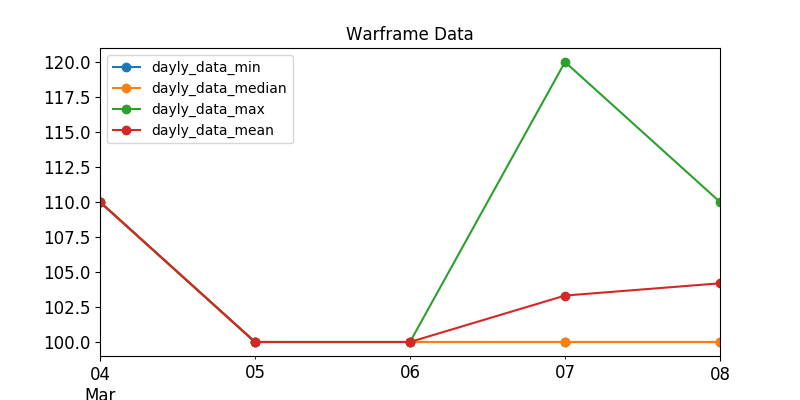 Warframe Data
dayly_data_min
dayly_data_median
dayly_data_max
dayly_data_mean
120.0
117.5
115.0
112.5
110.0
107.5
105.0
102.5
100.0
04
05
06
07
08
Mar